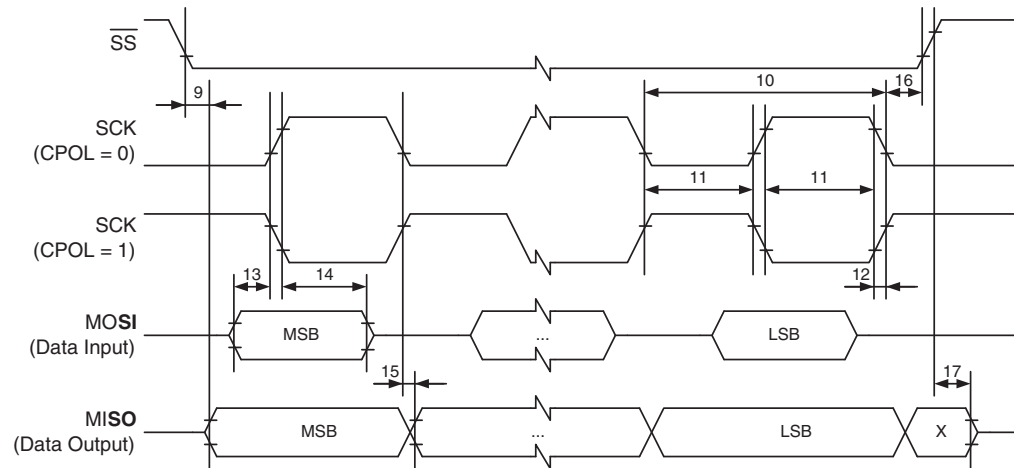 SS
9
10
16
SCK
(CPOL = 0)
11
11
SCK
(CPOL = 1)
13
14
12
MOSI
(Data Input)
MSB
...
LSB
15
17
MISO
(Data Output)
MSB
...
LSB
X